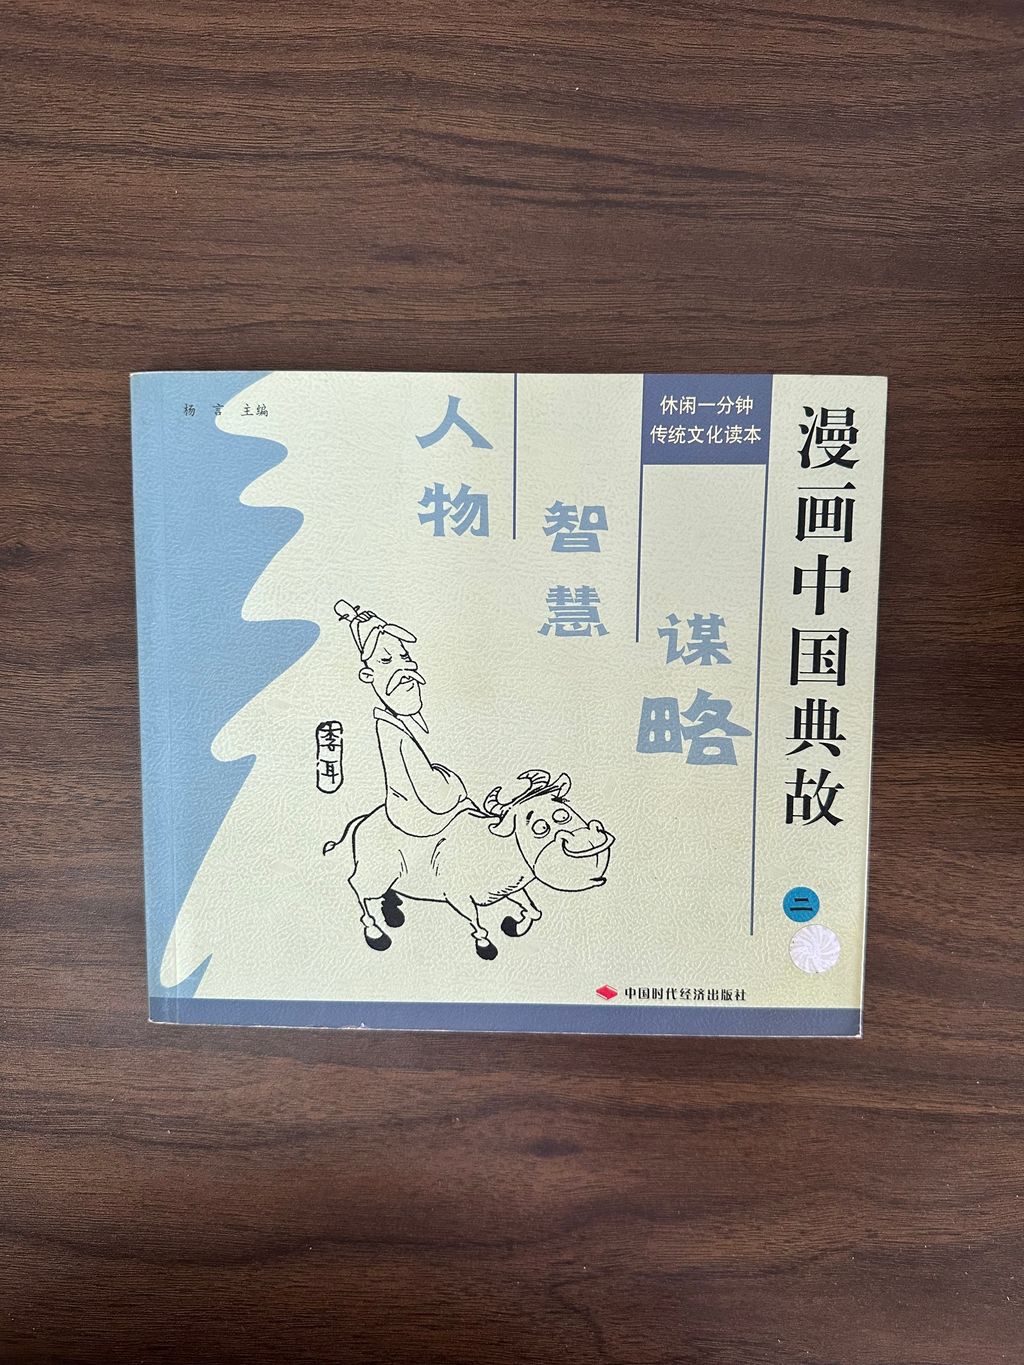 漫画中国典故
二
休闲一分钟
传统文化读本
谋略
智慧
人物
杨 言 主编
李耳
中国时代经济出版社